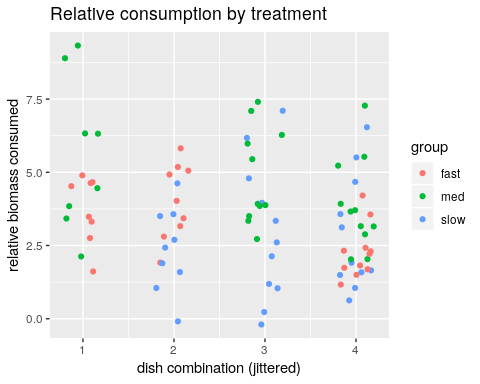 Relative consumption by treatment
relative biomass consumed
7.5
5.0
2.5
0.0
1
2
3
4
dish combination (jittered)
group
fast
med
slow